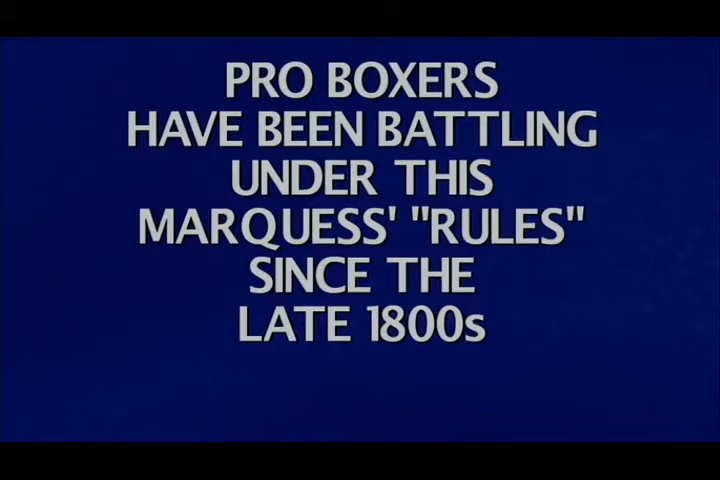 PRO BOXERS
HAVE BEEN BATTLING
UNDER THIS
MARQUESS' "RULES"
SINCE THE
LATE 1800s